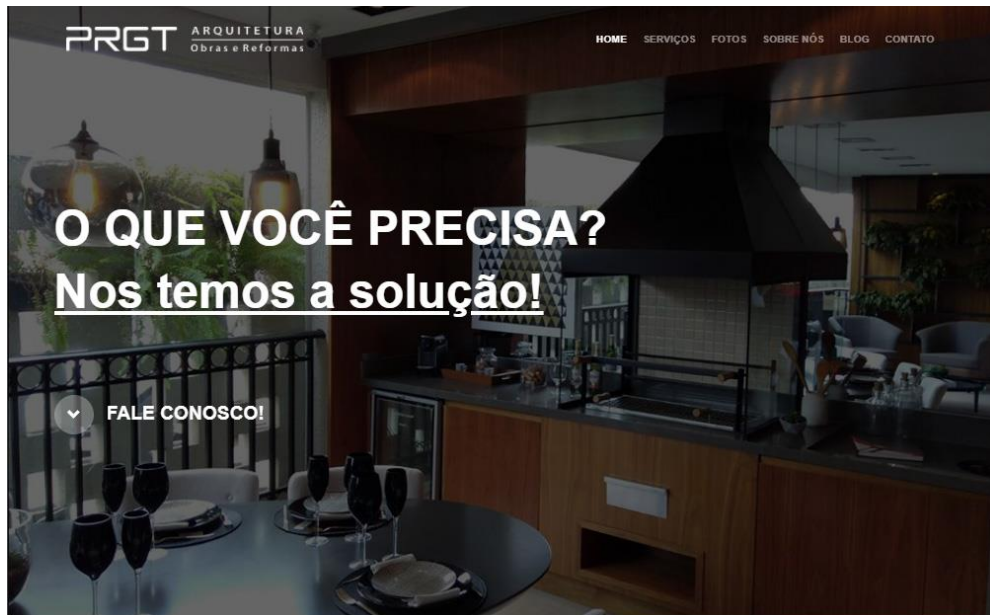 PRGT ARQUITETURA
Obras e Reformas
HOME SERVIÇOS FOTOS SOBRE NÓS BLOG CONTATO
O QUE VOCÊ PRECISA?
Nos temos a solução!
FALE CONOSCO!